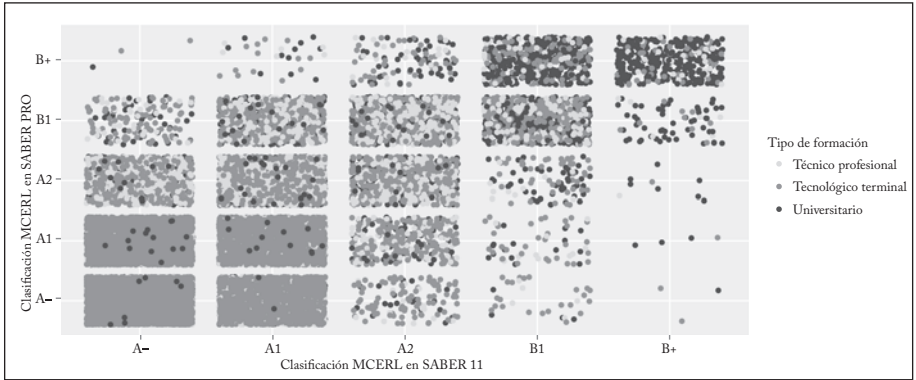 B+
B1
A2
A1
A–
Clasificación MCERL en SABER PRO
A–
A1
A2
B1
B+
Clasificación MCERL en SABER 11
Tipo de formación
Técnico profesional
Tecnológico terminal
Universitario